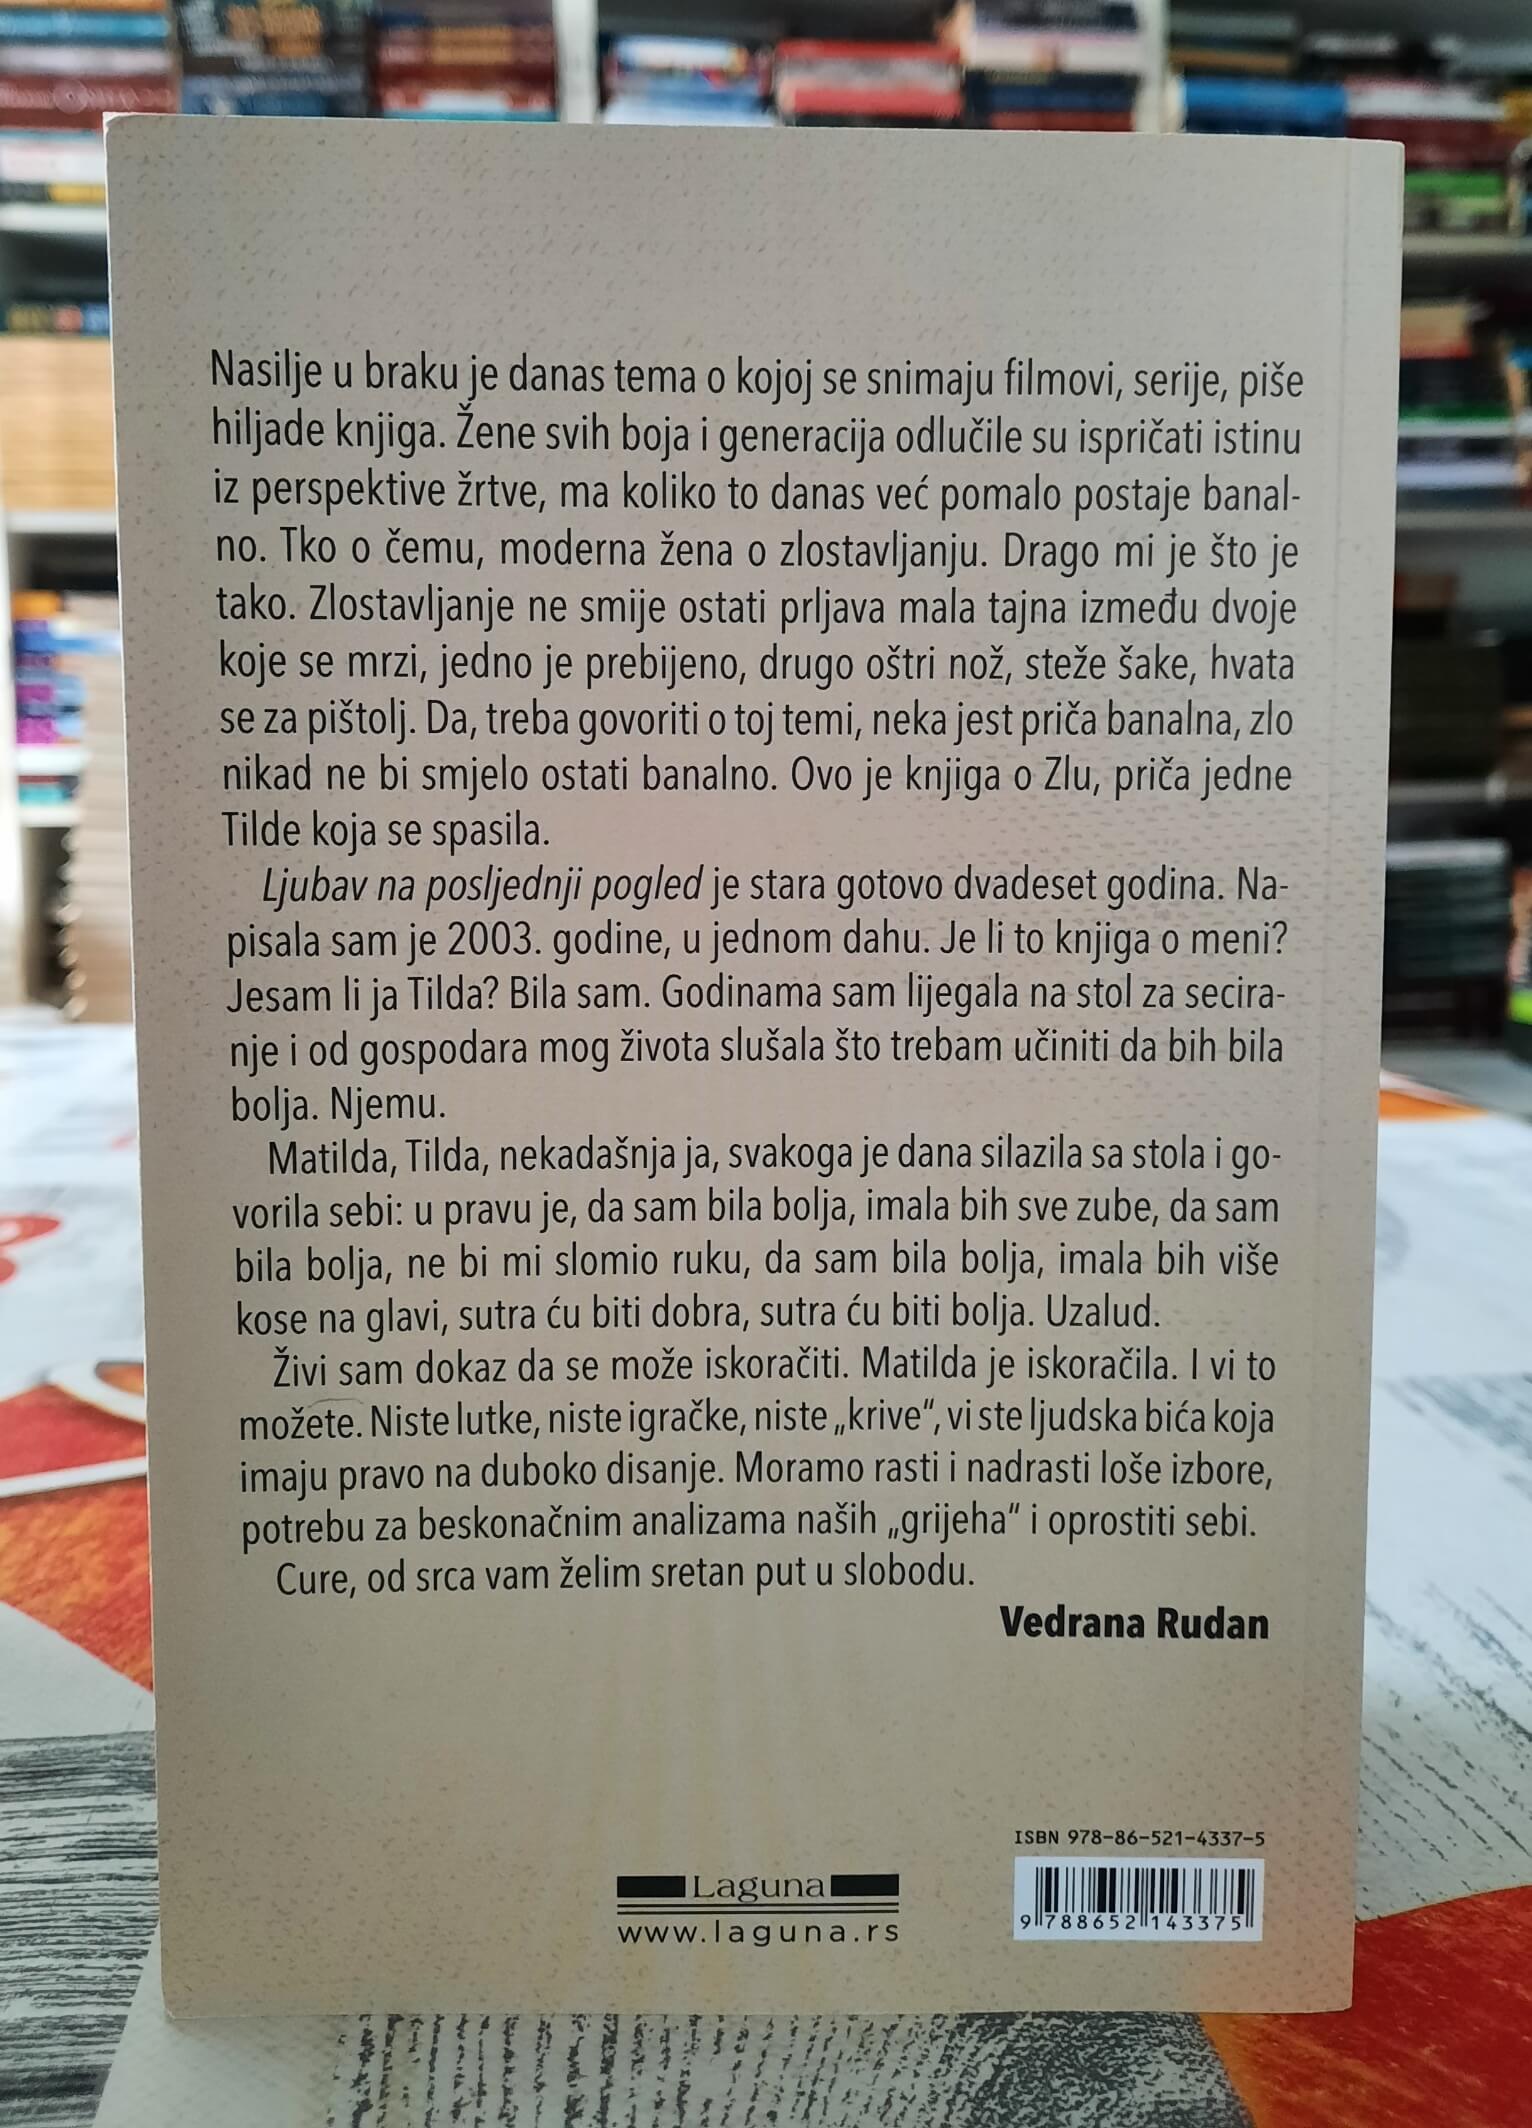 Nasilje u braku je danas tema o kojoj se snimaju filmovi, serije, piše
hiljade knjiga. Žene svih boja i generacija odlučile su ispričati istinu
iz perspektive žrtve, ma koliko to danas već pomalo postaje banal-
no. Tko o čemu, moderna žena o zlostavljanju. Drago mi je što je
tako. Zlostavljanje ne smije ostati prljava mala tajna između dvoje
koje se mrzi, jedno je prebijeno, drugo oštri nož, steže šake, hvata
se za pištolj. Da, treba govoriti o toj temi, neka jest priča banalna, zlo
nikad ne bi smjelo ostati banalno. Ovo je knjiga o Zlu, priča jedne
Tilde koja se spasila.
Ljubav na posljednji pogled je stara gotovo dvadeset godina. Na-
pisala sam je 2003. godine, u jednom dahu. Je li to knjiga o meni?
Jesam li ja Tilda? Bila sam. Godinama sam lijegala na stol za secira-
nje i od gospodara mog života slušala što trebam učiniti da bih bila
bolja. Njemu.
Matilda, Tilda, nekadašnja ja, svakoga je dana silazila sa stola i go-
vorila sebi: u pravu je, da sam bila bolja, imala bih sve zube, da sam
bila bolja, ne bi mi slomio ruku, da sam bila bolja, imala bih više
kose na glavi, sutra ću biti dobra, sutra ću biti bolja. Uzalud.
Živi sam dokaz da se može iskoračiti. Matilda je iskoračila. I vi to
možete. Niste lutke, niste igračke, niste „krive“, vi ste ljudska bića koja
imaju pravo na duboko disanje. Moramo rasti i nadrasti loše izbore,
potrebu za beskonačnim analizama naših „grijeha“ i oprostiti sebi.
Cure, od srca vam želim sretan put u slobodu.
Vedrana Rudan
ISBN 978-86-521-4337-5
Laguna
www.laguna.rs
9 788652 143375